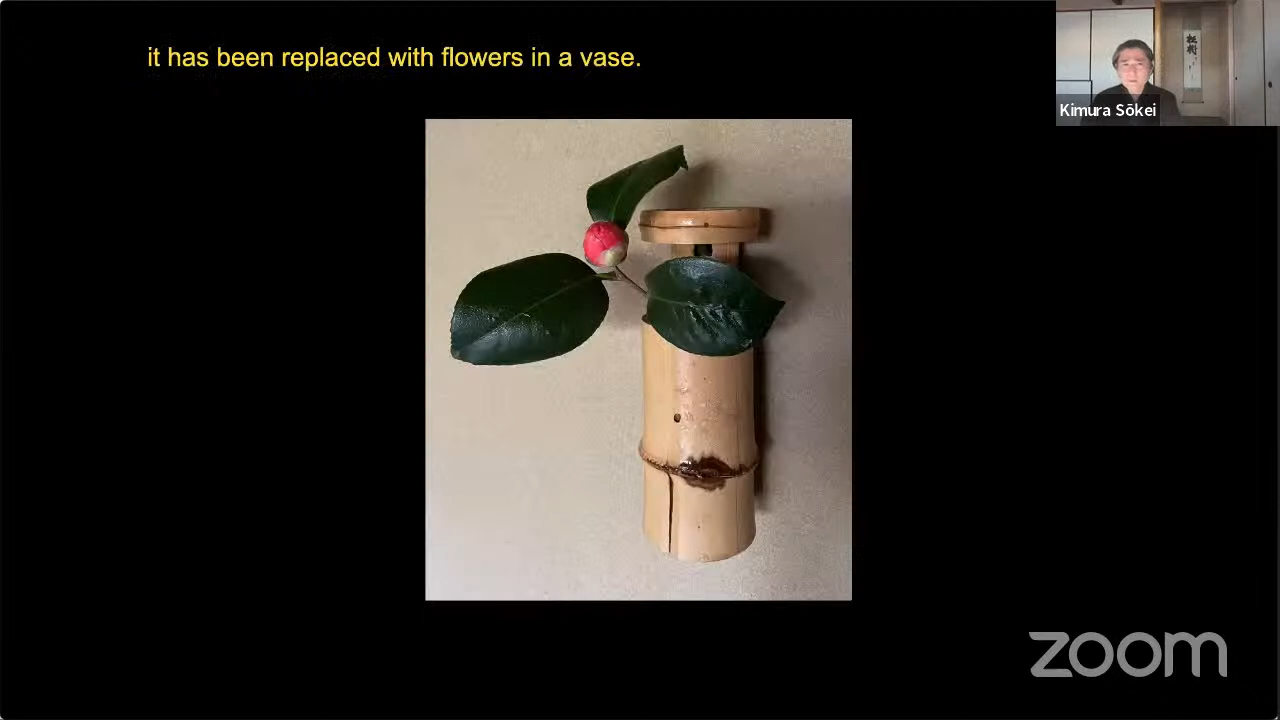 it has been replaced with flowers in a vase.
Kimura Sōkei
zoom